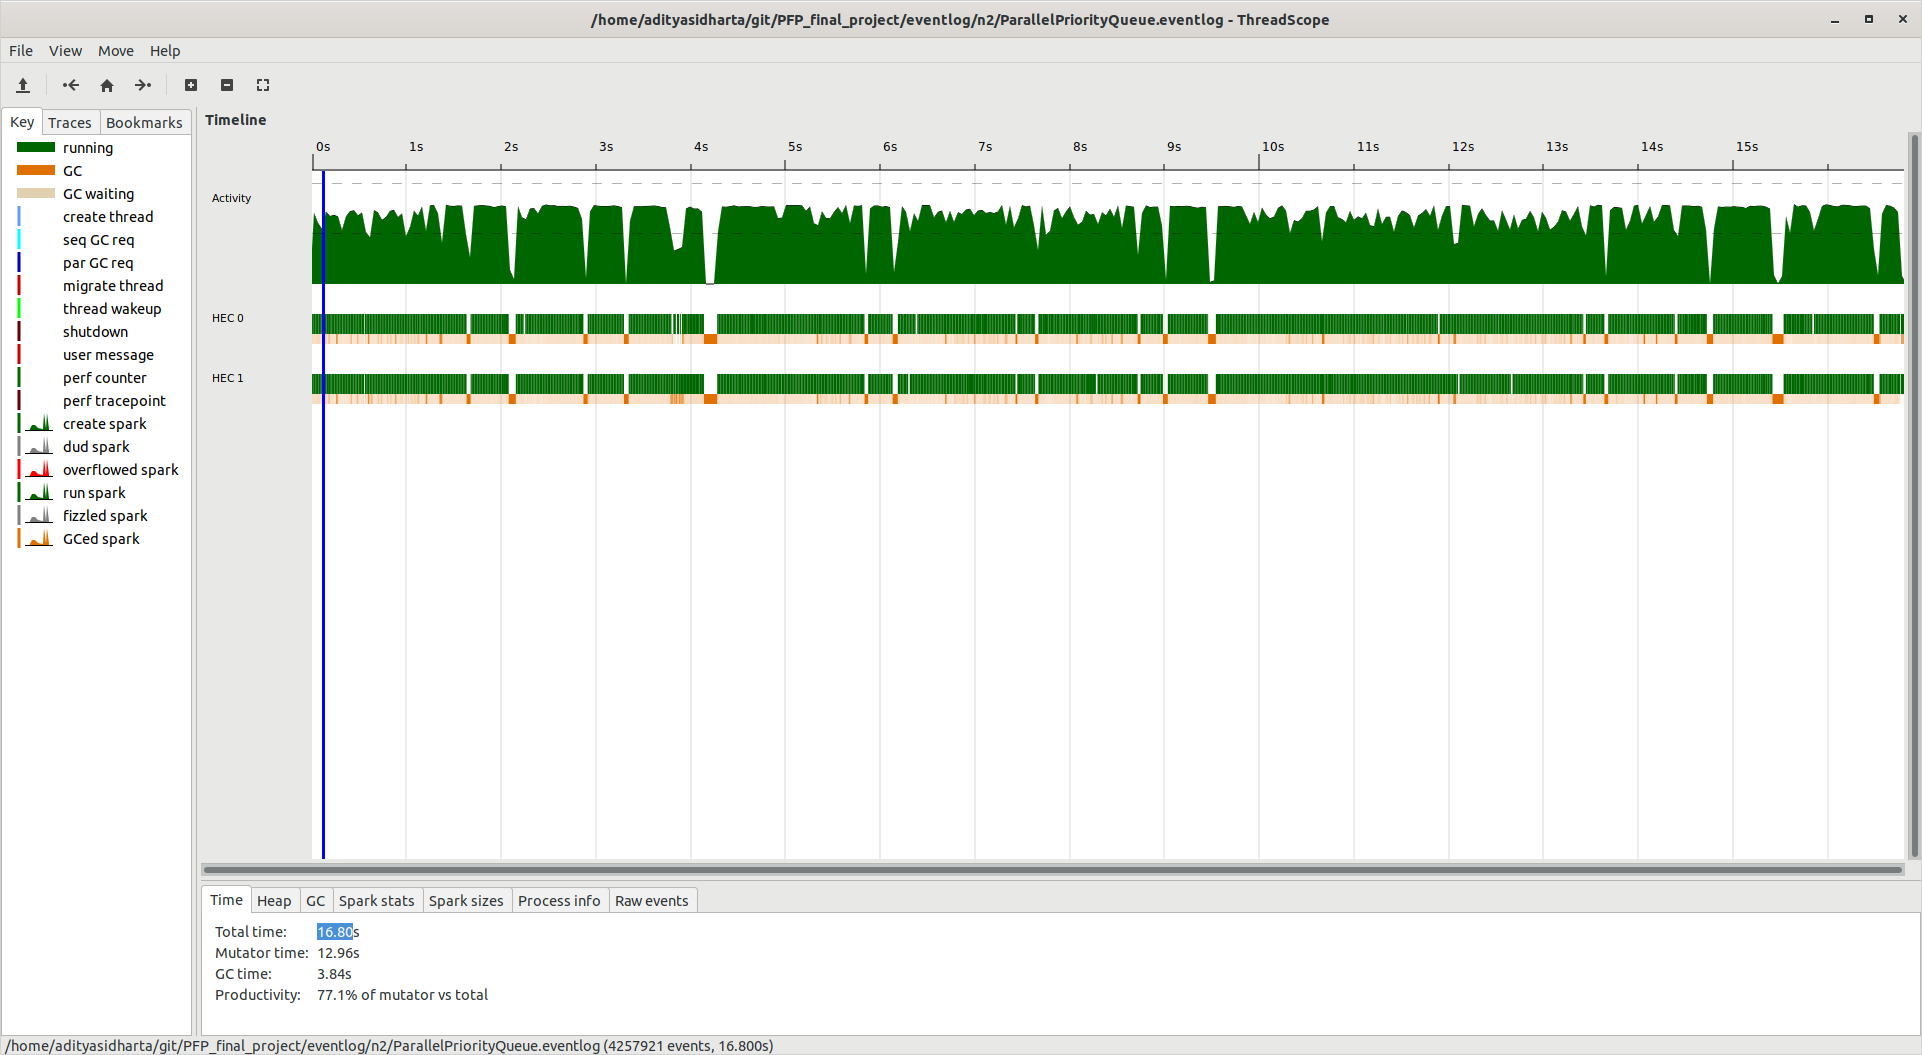 /home/adityasidharta/git/PFP_final_project/eventlog/n2/ParallelPriorityQueue.eventlog - ThreadScope
File View Move Help
Key Traces Bookmarks
running
GC
GC waiting
create thread
seq GC req
par GC req
migrate thread
thread wakeup
shutdown
user message
perf counter
perf tracepoint
create spark
dud spark
overflowed spark
run spark
fizzled spark
GCed spark
Timeline
0s 1s 2s 3s 4s 5s 6s 7s 8s 9s 10s 11s 12s 13s 14s 15s
Activity
HEC 0
HEC 1
Time Heap GC Spark stats Spark sizes Process info Raw events
Total time: 16.80s
Mutator time: 12.96s
GC time: 3.84s
Productivity: 77.1% of mutator vs total
/home/adityasidharta/git/PFP_final_project/eventlog/n2/ParallelPriorityQueue.eventlog (4257921 events, 16.800s)